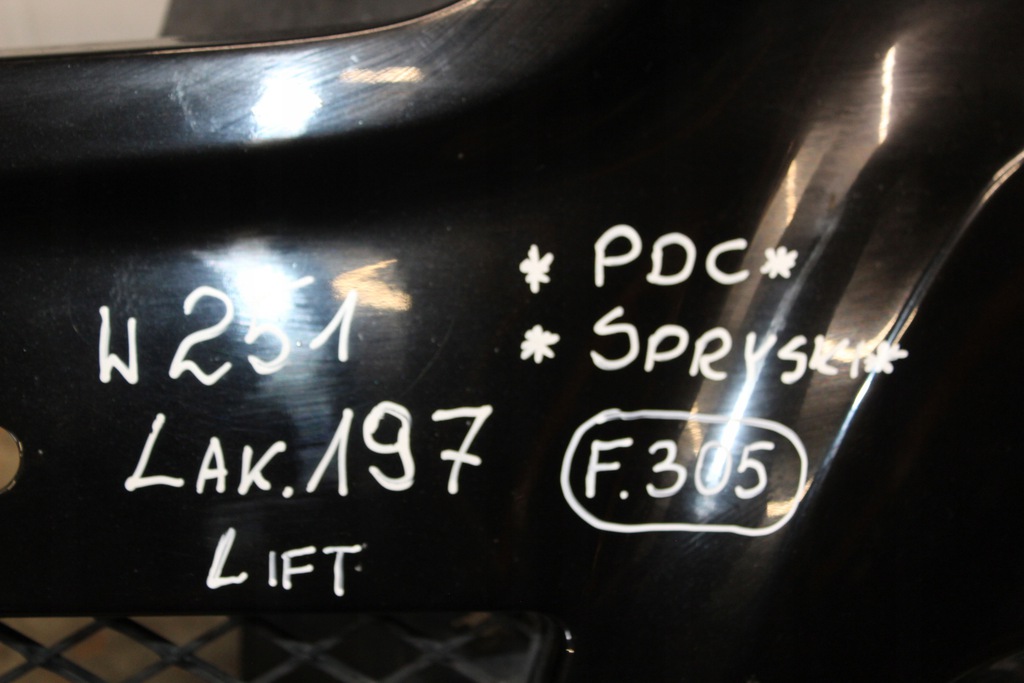 W251
LAK.197
LIFT
* PDC *
* SPRYSKI *
F.305